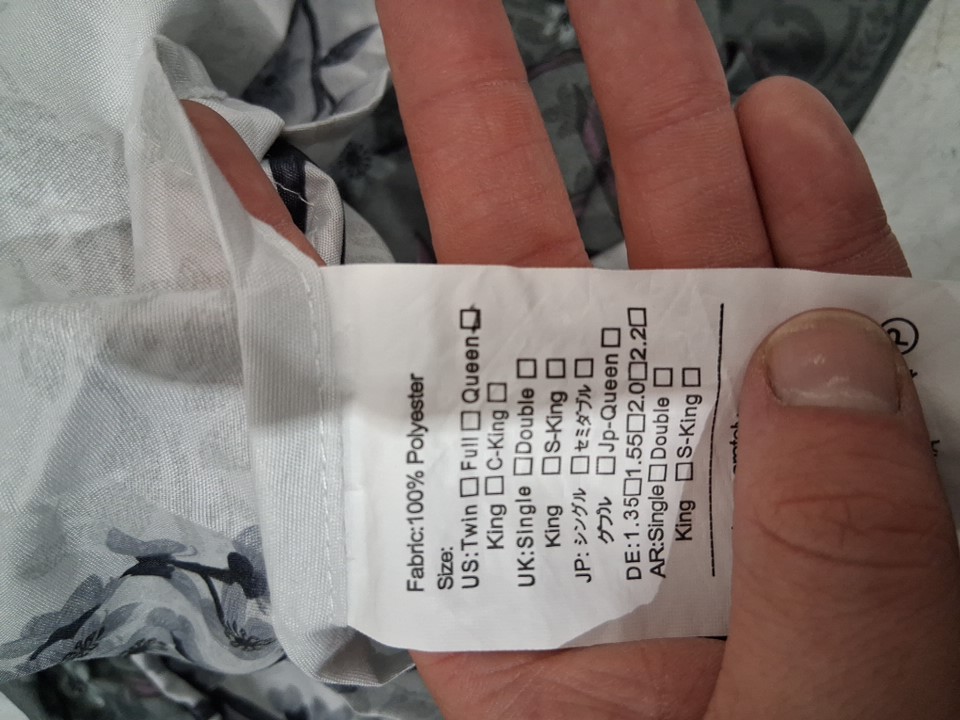 Fabric:100% Polyester
Size:
US:Twin □ Full □ Queen □
King □ C-King □
UK:Single □Double □
King □S-King □
JP: シングル □セミダブル □
ダブル □Jp-Queen □
DE:1.35□1.55□2.0□2.2□
AR:Single□Double □
King □S-King □
P